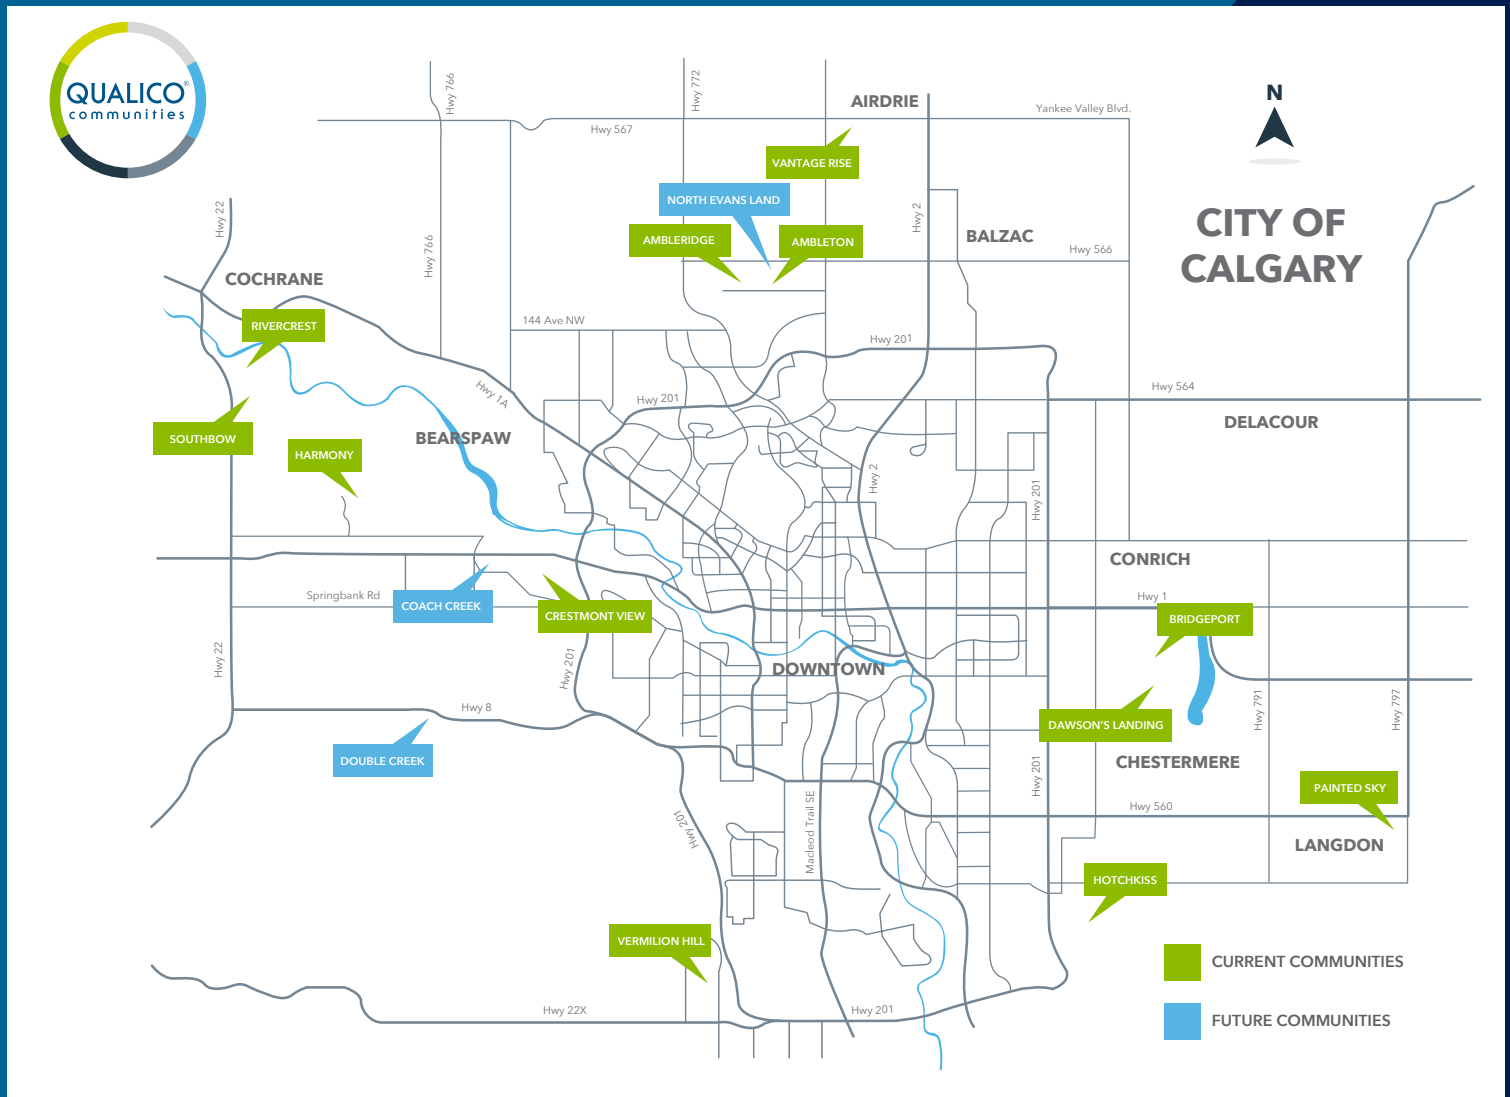 QUALICO®
communities
Hwy 766
Hwy 772
AIRDRIE
Yankee Valley Blvd.
N
Hwy 567
VANTAGE RISE
NORTH EVANS LAND
Hwy 22
Hwy 766
AMBLERIDGE
AMBLETON
Hwy 2
BALZAC
Hwy 566
CITY OF
CALGARY
COCHRANE
RIVERCREST
144 Ave NW
Hwy 201
Hwy 1A
Hwy 201
Hwy 564
DELACOUR
SOUTHBOW
BEARSPAW
HARMONY
Hwy 2
Hwy 201
CONRICH
Springbank Rd
COACH CREEK
CRESTMONT VIEW
Hwy 1
BRIDGEPORT
Hwy 22
Hwy 201
DOWNTOWN
Hwy 8
DAWSON'S LANDING
Hwy 791
Hwy 797
DOUBLE CREEK
CHESTERMERE
Hwy 201
PAINTED SKY
Hwy 560
Hwy 201
Macleod Trail SE
LANGDON
HOTCHKISS
VERMILION HILL
CURRENT COMMUNITIES
Hwy 22X
Hwy 201
FUTURE COMMUNITIES